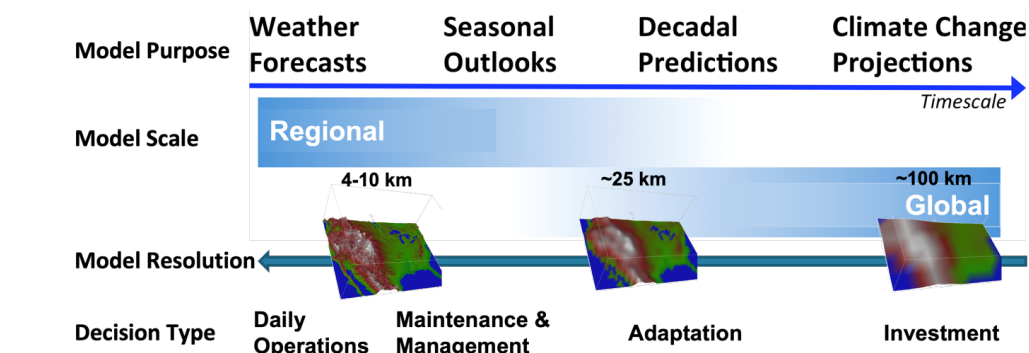 Model Purpose
Weather
Forecasts
Seasonal
Outlooks
Decadal
Predictions
Climate Change
Projections
Timescale
Model Scale
Regional
4-10 km
~25 km
~100 km
Global
Model Resolution
Decision Type
Daily
Operations
Maintenance &
Management
Adaptation
Investment